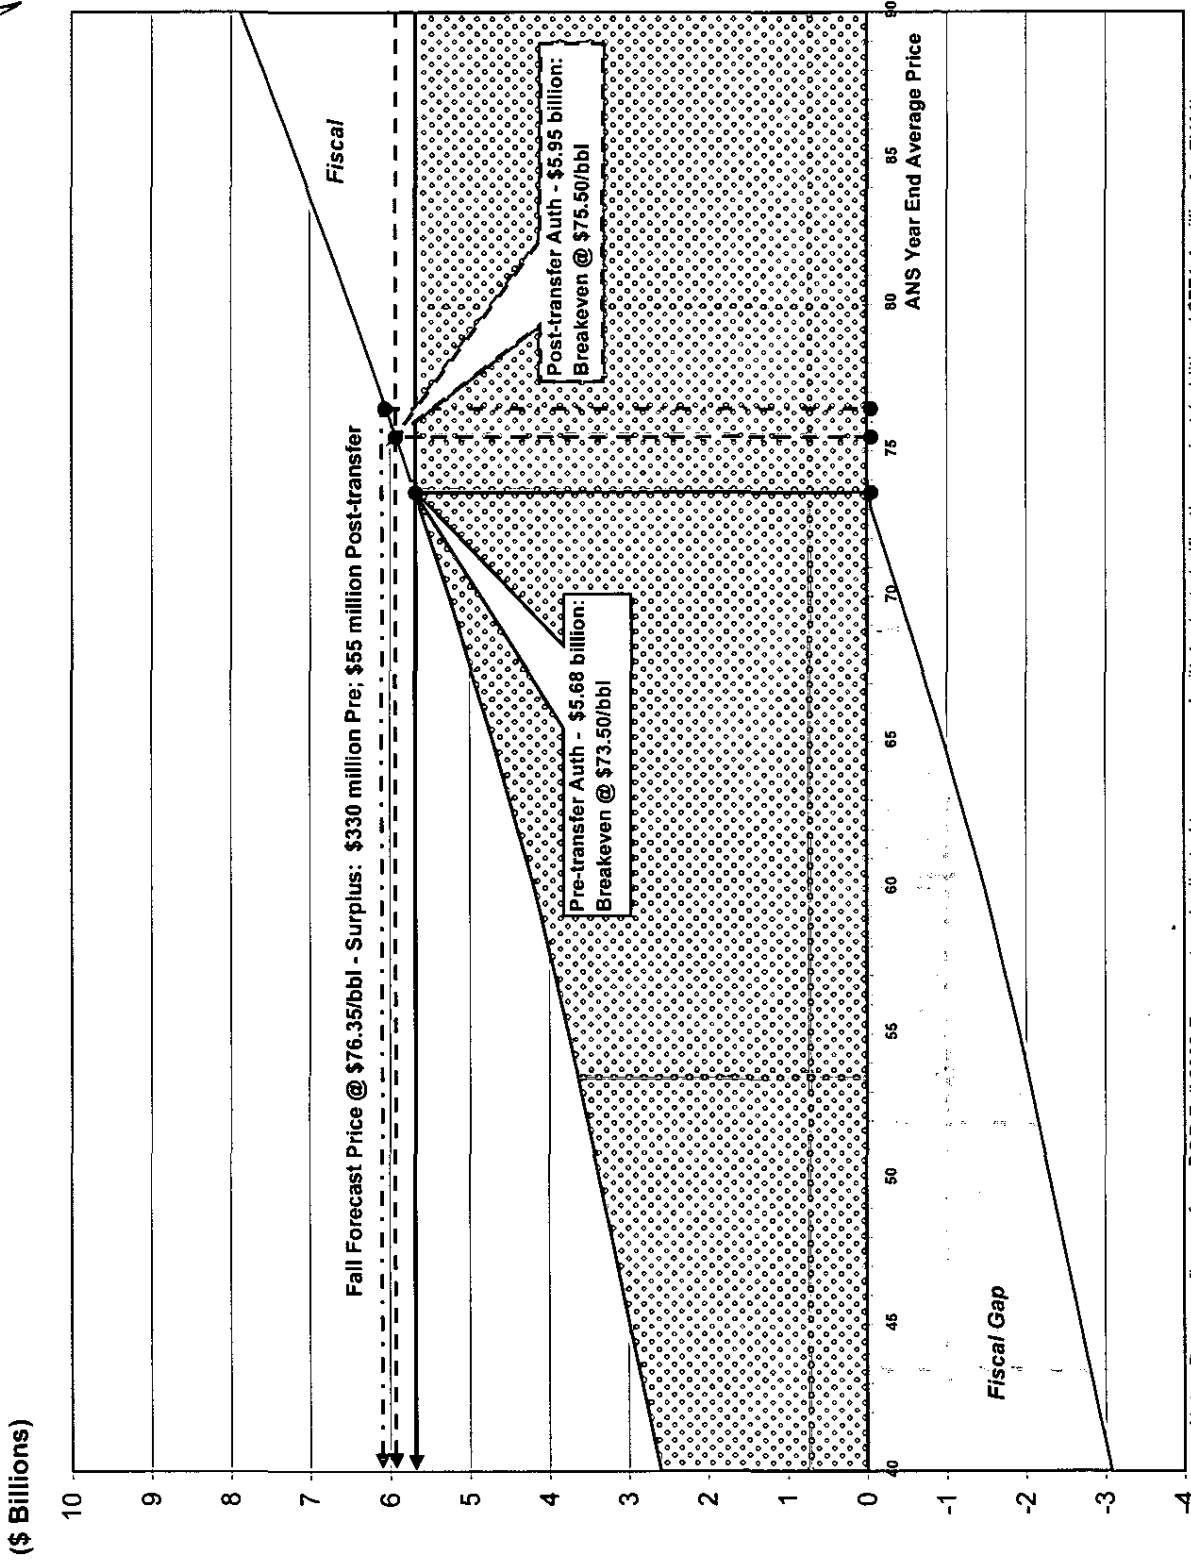 ($ Billions)
10
9
8
7
6
5
4
3
2
1
0
-1
-2
-3
-4
Fall Forecast Price @ $76.35/bbl - Surplus: $330 million Pre; $55 million Post-transfer
Fiscal
Pre-transfer Auth - $5.68 billion:
Breakeven @ $73.50/bbl
Post-transfer Auth - $5.95 billion:
Breakeven @ $75.50/bbl
40
45
50
55
60
65
70
75
80
85
90
ANS Year End Average Price
Fiscal Gap